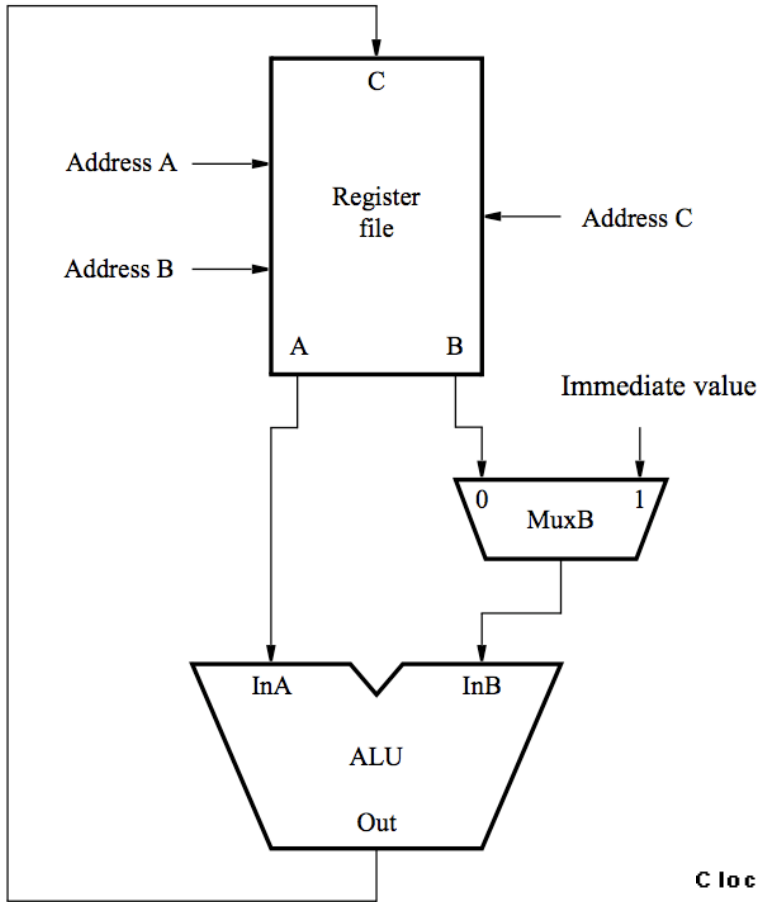 C
Address A
Register
file
Address C
Address B
A
B
Immediate value
0
1
MuxB
InA
InB
ALU
Out
C loc